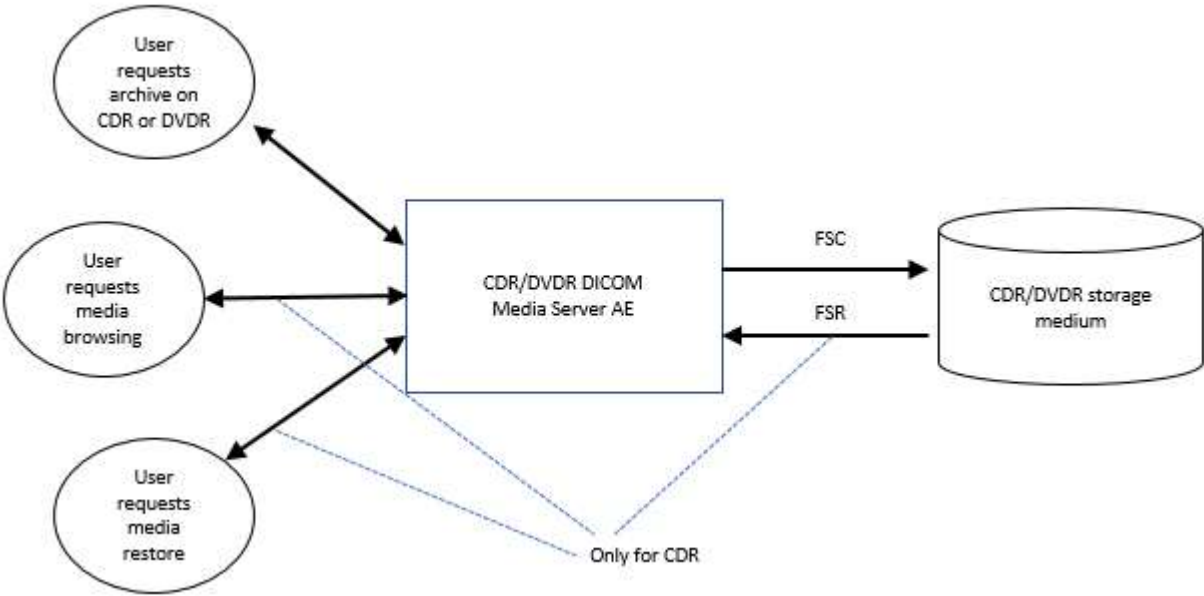 User
requests
archive on
CDR or DVDR
User
requests
media
browsing
User
requests
media
restore
CDR/DVDR DICOM
Media Server AE
FSC
FSR
CDR/DVDR storage
medium
Only for CDR